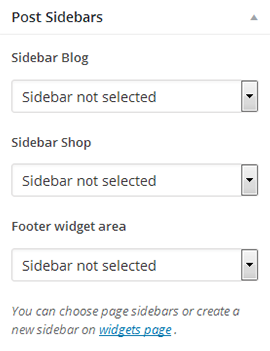 Post Sidebars
Sidebar Blog
Sidebar not selected
Sidebar Shop
Sidebar not selected
Footer widget area
Sidebar not selected
You can choose page sidebars or create a
new sidebar on widgets page .